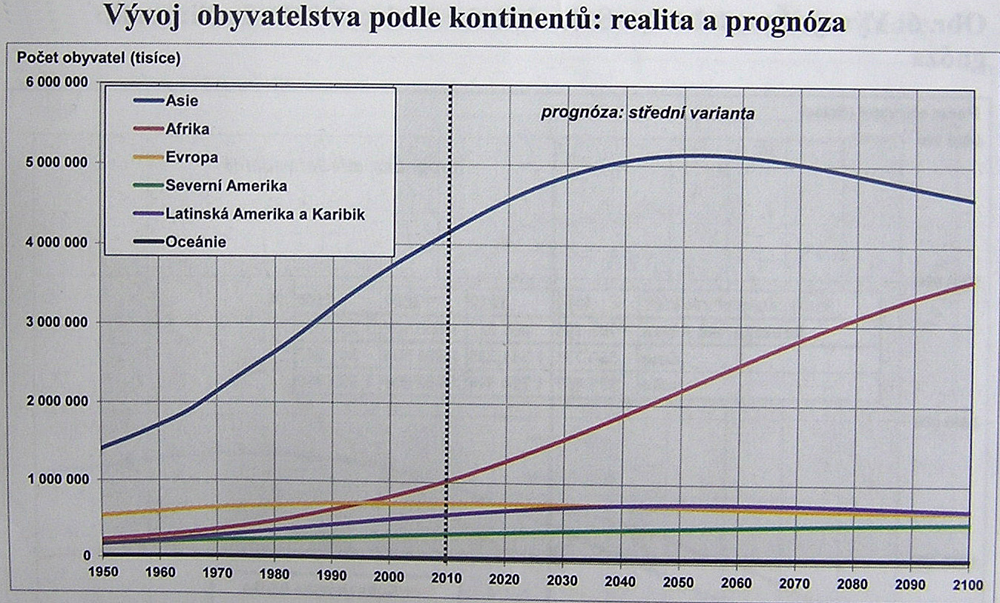 Vývoj obyvatelstva podle kontinentů: realita a prognóza
Počet obyvatel (tisíce)
6 000 000
5 000 000
4 000 000
3 000 000
2 000 000
1 000 000
0
Asie
Afrika
Evropa
Severní Amerika
Latinská Amerika a Karibik
Oceánie
prognóza: střední varianta
1950 1960 1970 1980 1990 2000 2010 2020 2030 2040 2050 2060 2070 2080 2090 2100